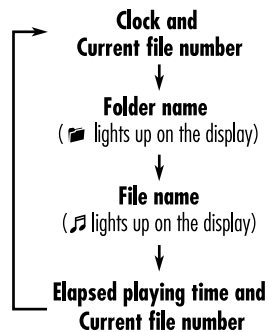 Clock and
Current file number
Folder name
( lights up on the display)
File name
( lights up on the display)
Elapsed playing time and
Current file number